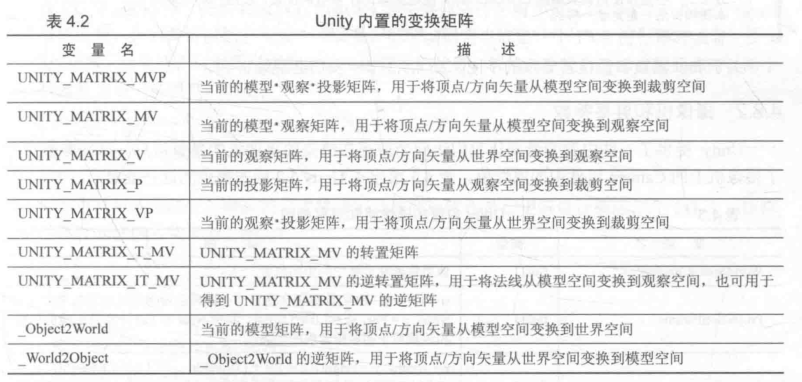 表 4.2 Unity 内置的变换矩阵
变 量 名 描 述
UNITY_MATRIX_MVP 当前的模型·观察·投影矩阵，用于将顶点/方向矢量从模型空间变换到裁剪空间
UNITY_MATRIX_MV 当前的模型·观察矩阵，用于将顶点/方向矢量从模型空间变换到观察空间
UNITY_MATRIX_V 当前的观察矩阵，用于将顶点/方向矢量从世界空间变换到观察空间
UNITY_MATRIX_P 当前的投影矩阵，用于将顶点/方向矢量从观察空间变换到裁剪空间
UNITY_MATRIX_VP 当前的观察·投影矩阵，用于将顶点/方向矢量从世界空间变换到裁剪空间
UNITY_MATRIX_T_MV UNITY_MATRIX_MV 的转置矩阵
UNITY_MATRIX_IT_MV UNITY_MATRIX_MV 的逆转置矩阵，用于将法线从模型空间变换到观察空间，也可用于
得到 UNITY_MATRIX_MV 的逆矩阵
_Object2World 当前的模型矩阵，用于将顶点/方向矢量从模型空间变换到世界空间
_World2Object _Object2World 的逆矩阵，用于将顶点/方向矢量从世界空间变换到模型空间